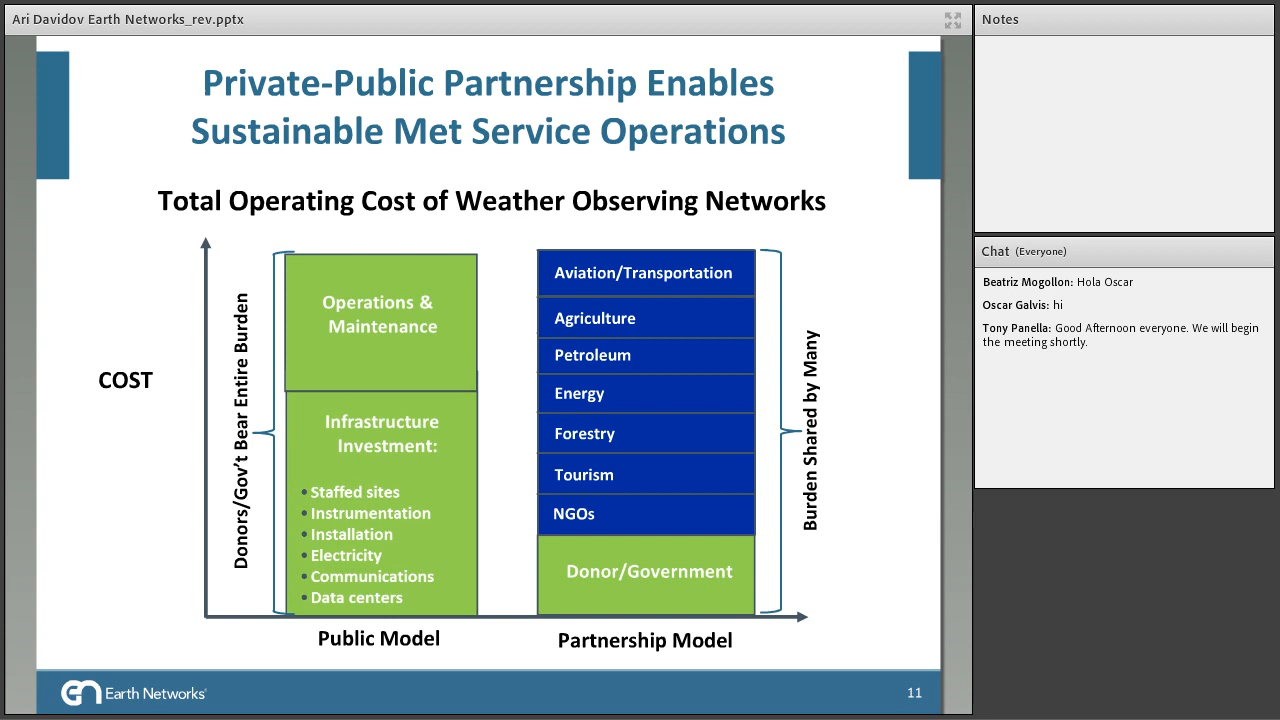 Ari Davidov Earth Networks_rev.pptx
Private-Public Partnership Enables
Sustainable Met Service Operations
Total Operating Cost of Weather Observing Networks
COST
Donors/Gov't Bear Entire Burden
Operations &
Maintenance
Infrastructure
Investment:
• Staffed sites
• Instrumentation
• Installation
• Electricity
• Communications
• Data centers
Public Model
Aviation/Transportation
Agriculture
Petroleum
Energy
Forestry
Tourism
NGOs
Donor/Government
Partnership Model
Burden Shared by Many
Earth Networks
11
Notes
Chat (Everyone)
Beatriz Mogollon: Hola Oscar
Oscar Galvis: hi
Tony Panella: Good Afternoon everyone. We will begin
the meeting shortly.